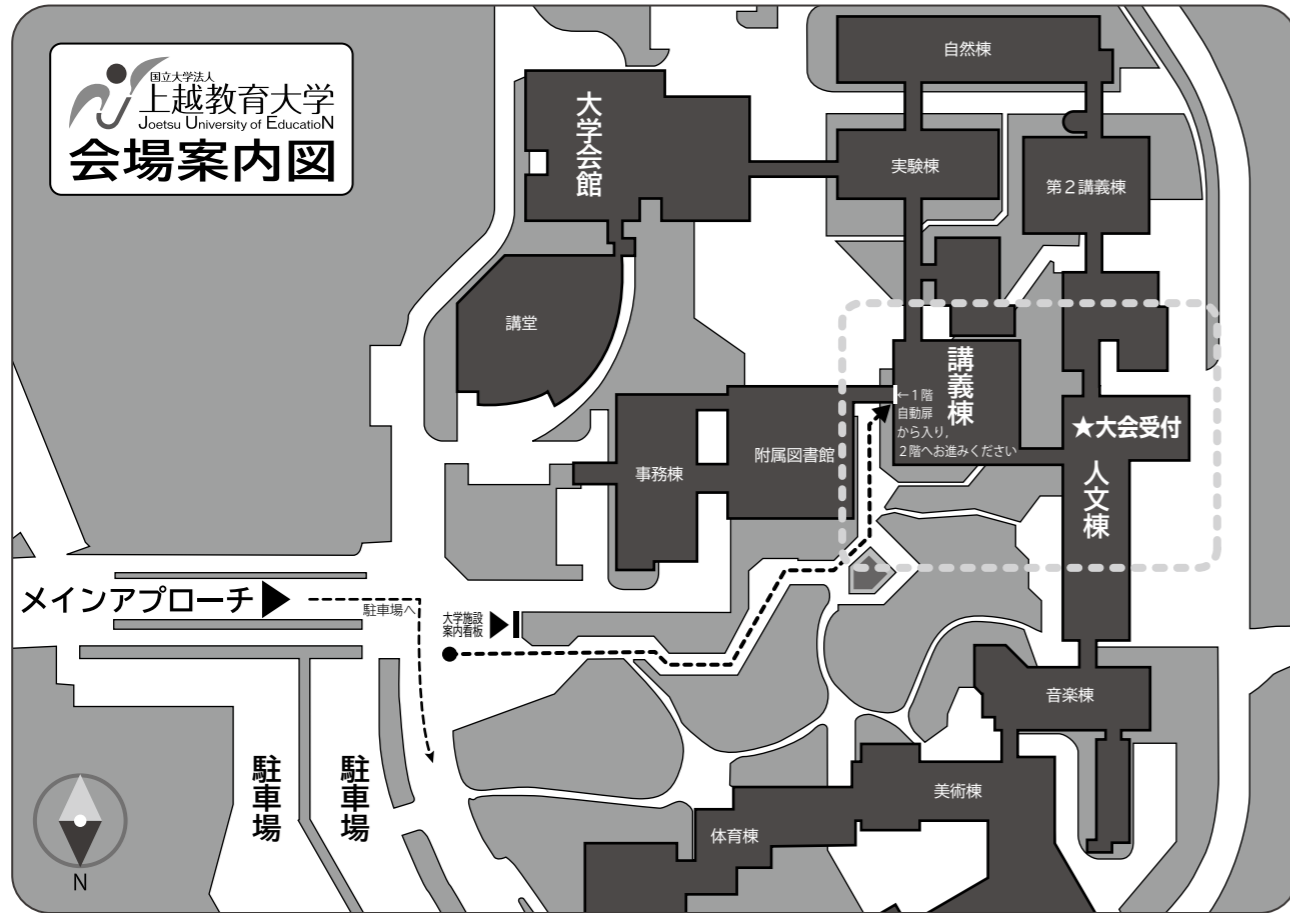 国立大学法人
上越教育大学
Joetsu University of EducatioN
会場案内図
自然棟
大学会館
実験棟
第2講義棟
講堂
講義棟
←1階
自動扉
から入り,
2階へお進みください
★大会受付
人文棟
附属図書館
事務棟
メインアプローチ▶
駐車場へ
大学施設
案内看板
音楽棟
駐車場
駐車場
美術棟
体育棟
N